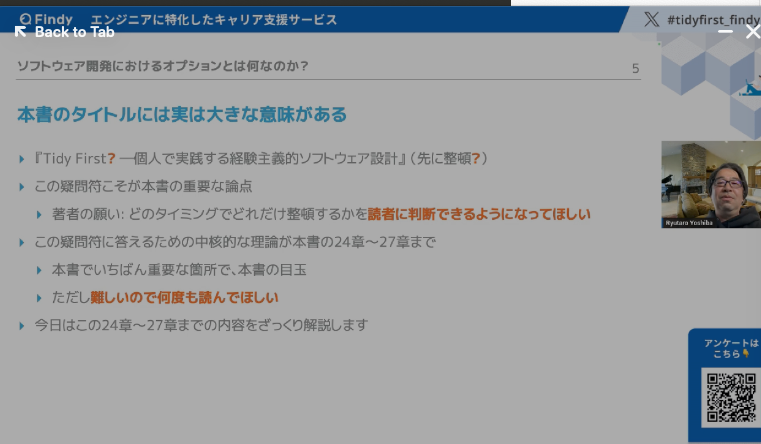 Findy エンジニアに特化したキャリア支援サービス
#tidyfirst_findy
Back to Tab
ソフトウェア開発におけるオプションとは何なのか?
5
本書のタイトルには実は大きな意味がある
『Tidy First? ―個人で実践する経験主義的ソフトウェア設計』(先に整頓?)
この疑問符こそが本書の重要な論点
著者の願い: どのタイミングでどれだけ整頓するかを読者に判断できるようになってほしい
この疑問符に答えるための中核的な理論が本書の24章〜27章まで
本書でいちばん重要な箇所で、本書の目玉
ただし難しいので何度も読んでほしい
今日はこの24章〜27章までの内容をざっくり解説します
Ryutaro Yoshiba
アンケートは
こちら👇